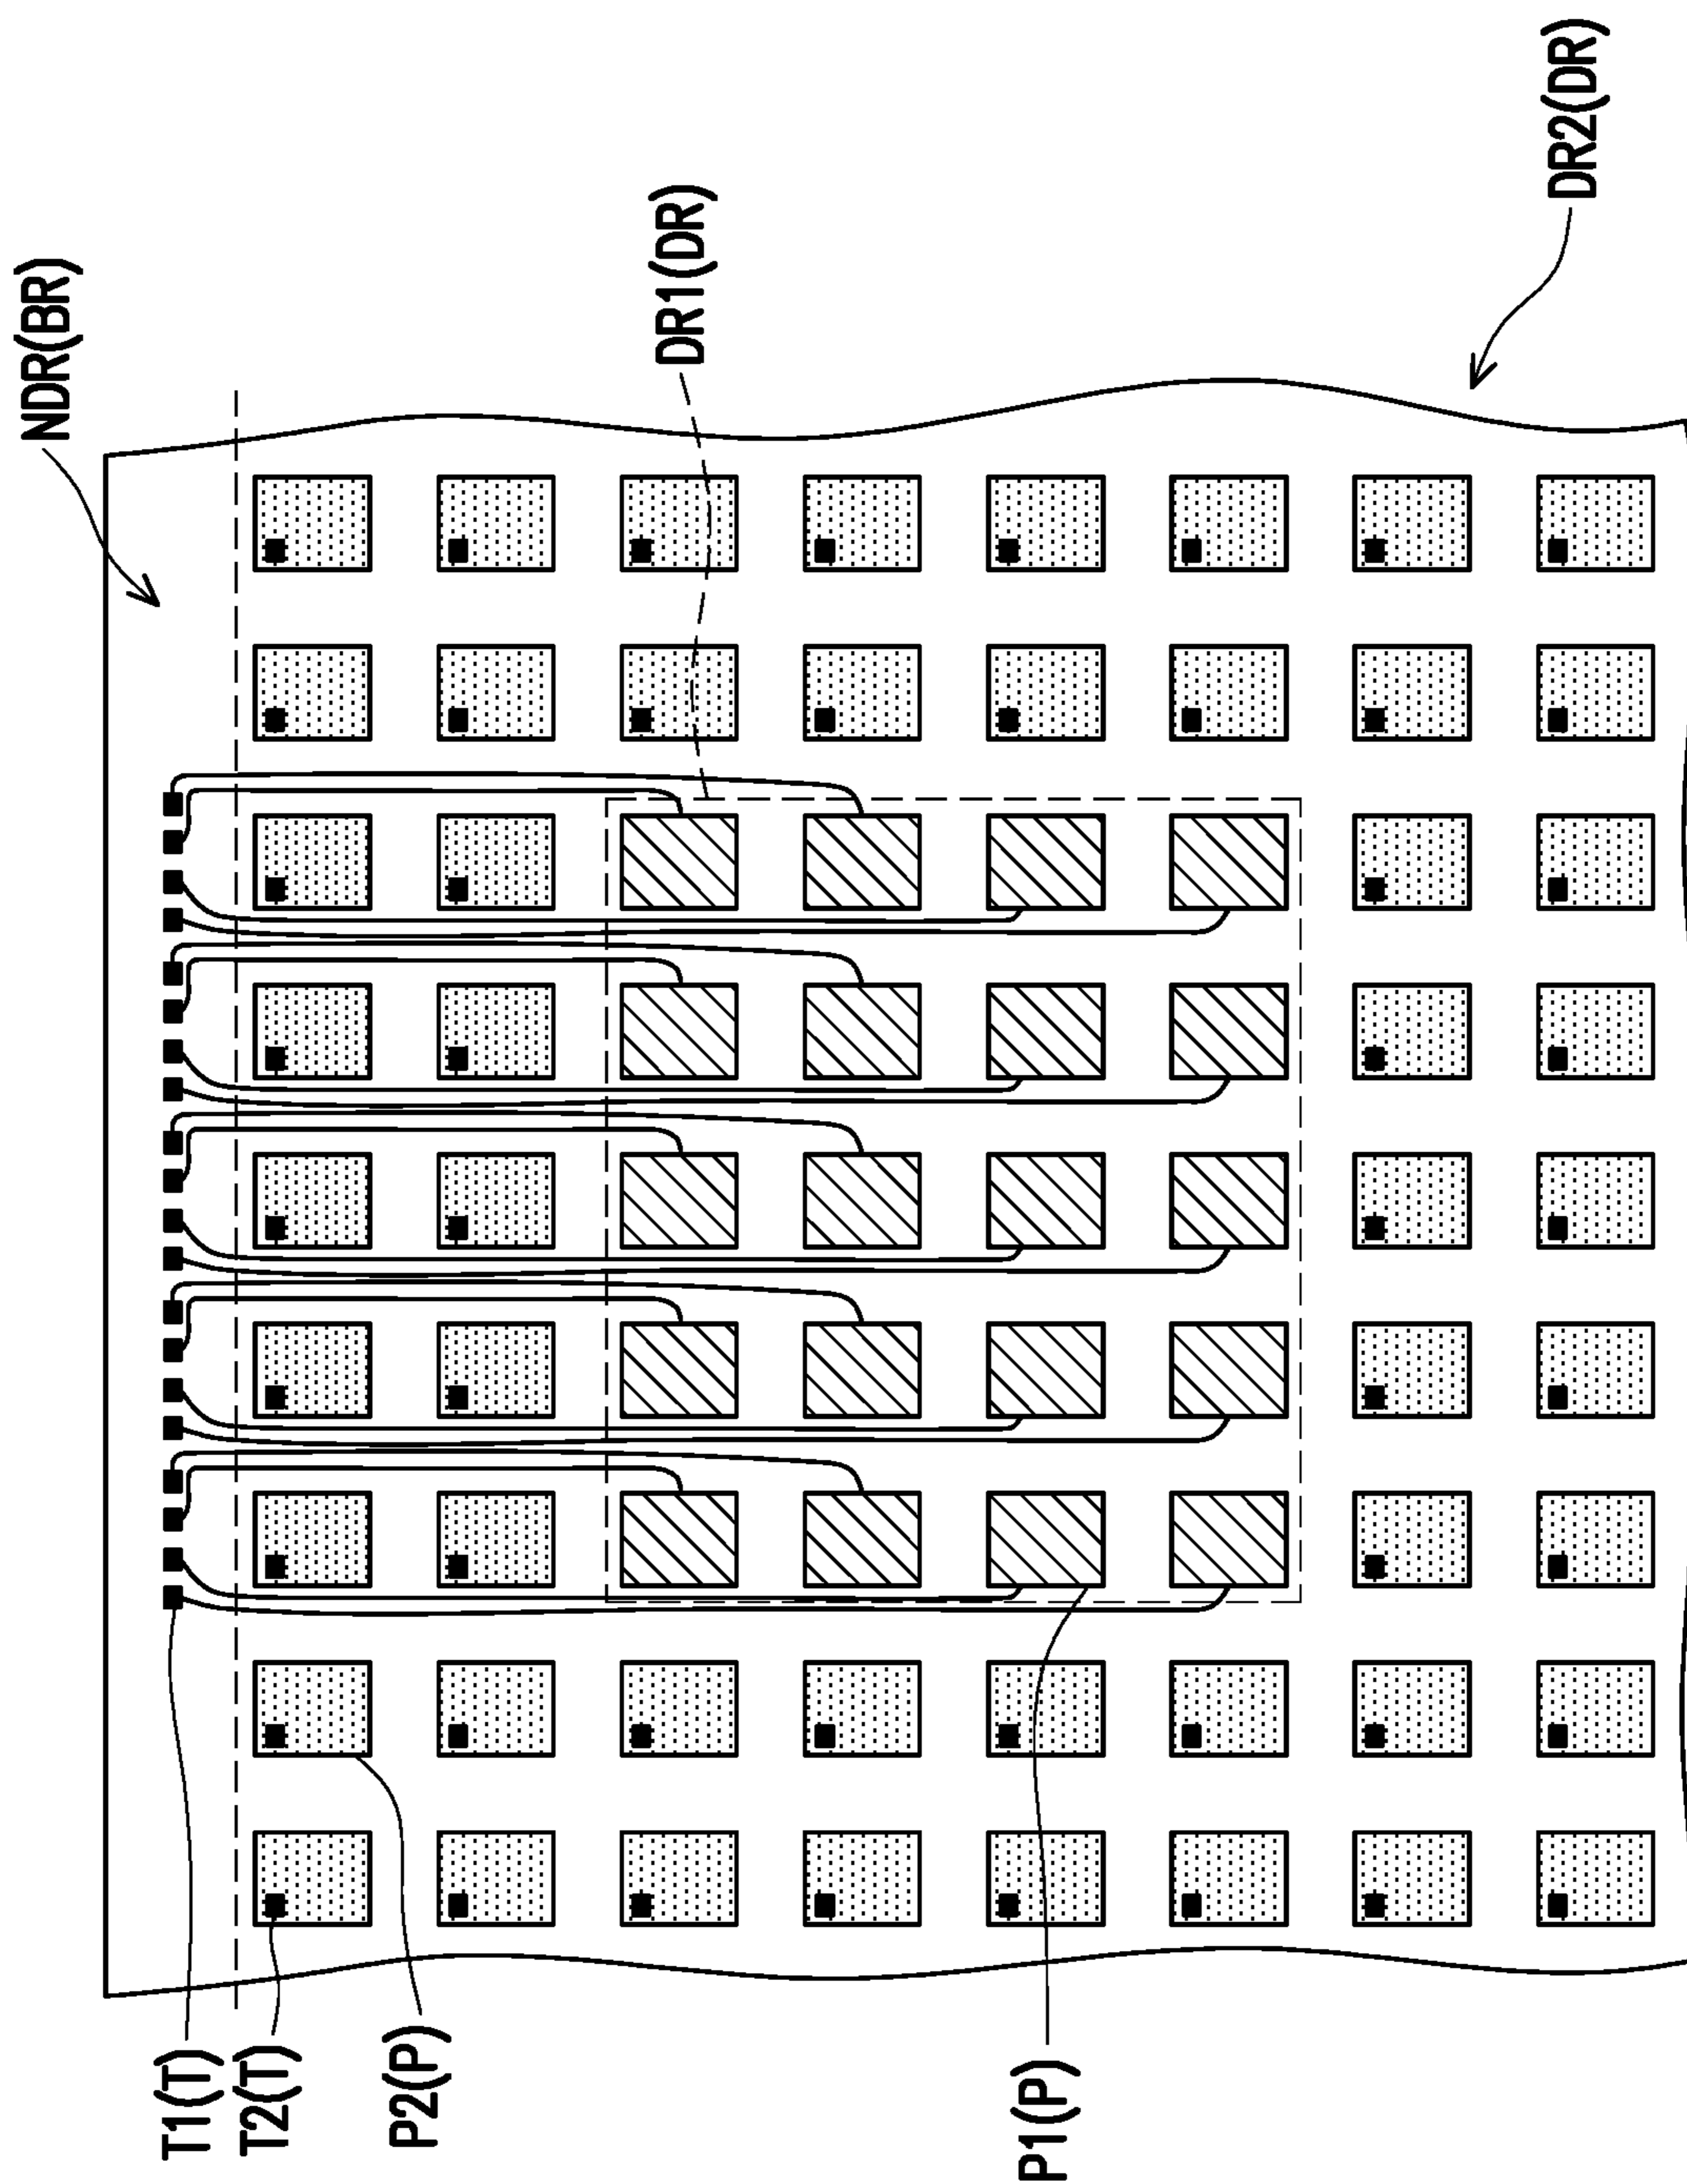 NDR(BR)
DR1(DR)
DR2(DR)
T1(T)
T2(T)
P2(P)
P1(P)